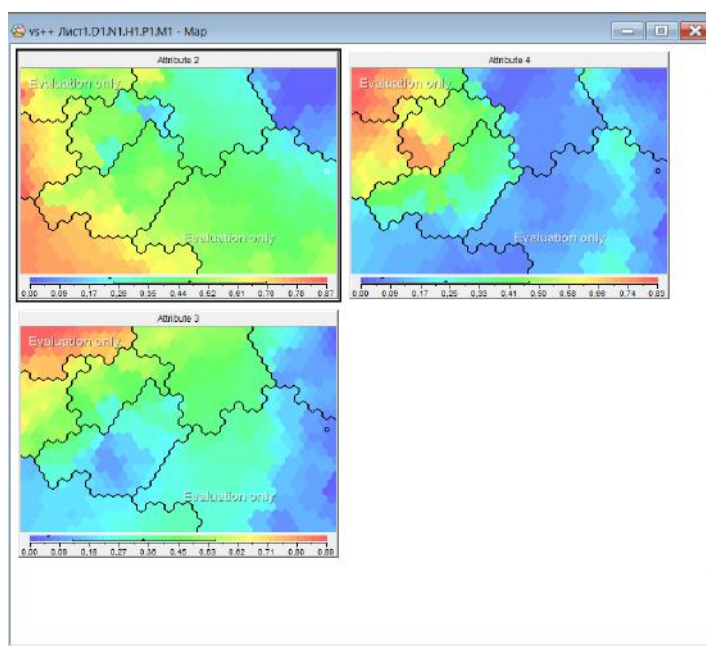 vs++ Лист1.D1.N1.H1.P1.M1 - Map
Attribute 2
Evaluation only
Evaluation only
0.00 0.09 0.17 0.26 0.35 0.44 0.52 0.61 0.70 0.78 0.87
Attribute 4
Evaluation only
Evaluation only
0.00 0.08 0.17 0.25 0.33 0.41 0.50 0.58 0.66 0.74 0.83
Attribute 3
Evaluation only
Evaluation only
0.00 0.09 0.18 0.27 0.36 0.45 0.53 0.62 0.71 0.80 0.89